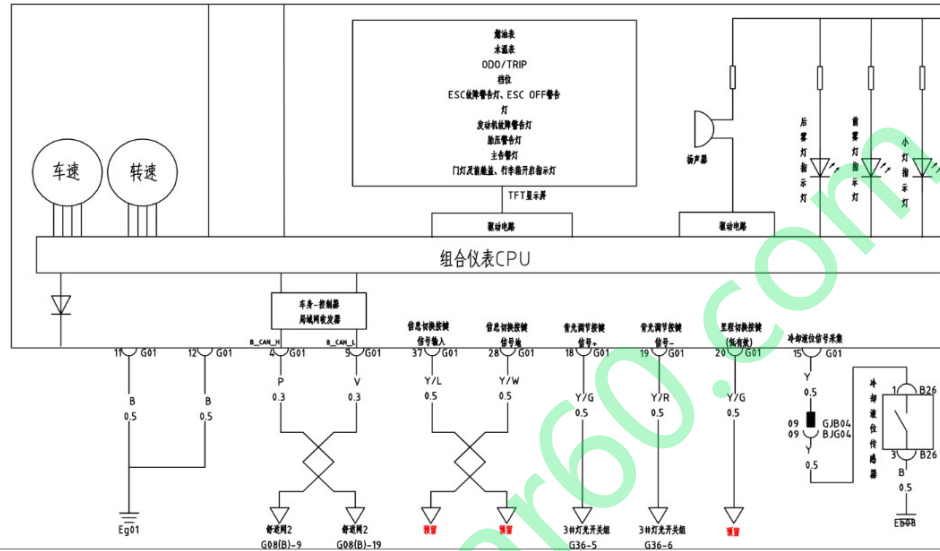 燃油表
水温表
ODO/TRIP
档位
ESC故障警告灯、ESC OFF警告
灯
发动机故障警告灯
胎压警告灯
主告警灯
门灯及前舱盖、行李箱开启指示灯
TFT显示屏
车速
转速
扬声器
后雾灯指示灯
前雾灯指示灯
小灯指示灯
驱动电路
驱动电路
组合仪表CPU
车身-控制器
局域网收发器
信息切换按键
信号输入
信息切换按键
信号地
背光调节按键
信号+
背光调节按键
信号-
里程切换按键
(低有效)
冷却液位信号采集
B_CAN_H
B_CAN_L
11 G01
12 G01
4 G01
5 G01
37 G01
28 G01
18 G01
19 G01
20 G01
15 G01
B
0.5
B
0.5
P
0.3
V
0.3
Y/L
0.5
Y/W
0.5
Y/G
0.5
Y/R
0.5
Y/G
0.5
Y
0.5
09 GJB04
09 BJG04
Y
0.5
冷却液位传感器
1 B26
3 B26
B
0.5
Eb08
Eg01
舒适网2
G08(B)-9
舒适网2
G08(B)-19
预留
预留
3#灯光开关组
G36-5
3#灯光开关组
G36-6
预留